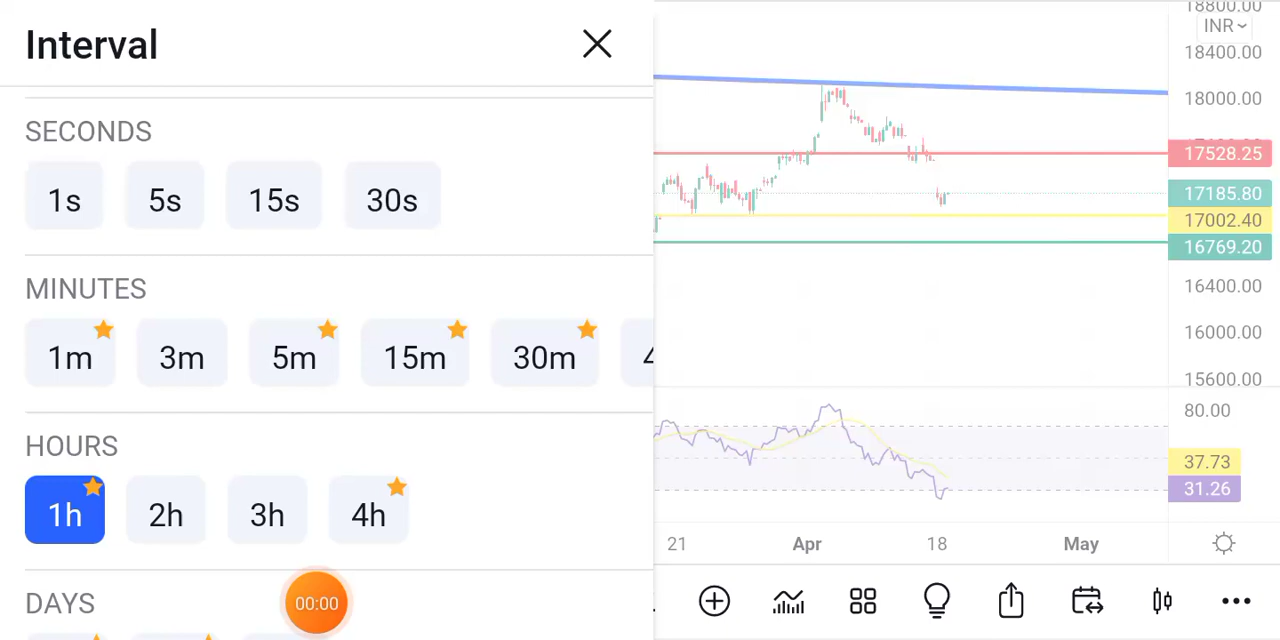 Interval
SECONDS
1s 5s 15s 30s
MINUTES
1m 3m 5m 15m 30m
HOURS
1h 2h 3h 4h
DAYS
00:00
18800.00
INR
18400.00
18000.00
17528.25
17185.80
17002.40
16769.20
16400.00
16000.00
15600.00
80.00
37.73
31.26
21 Apr 18 May